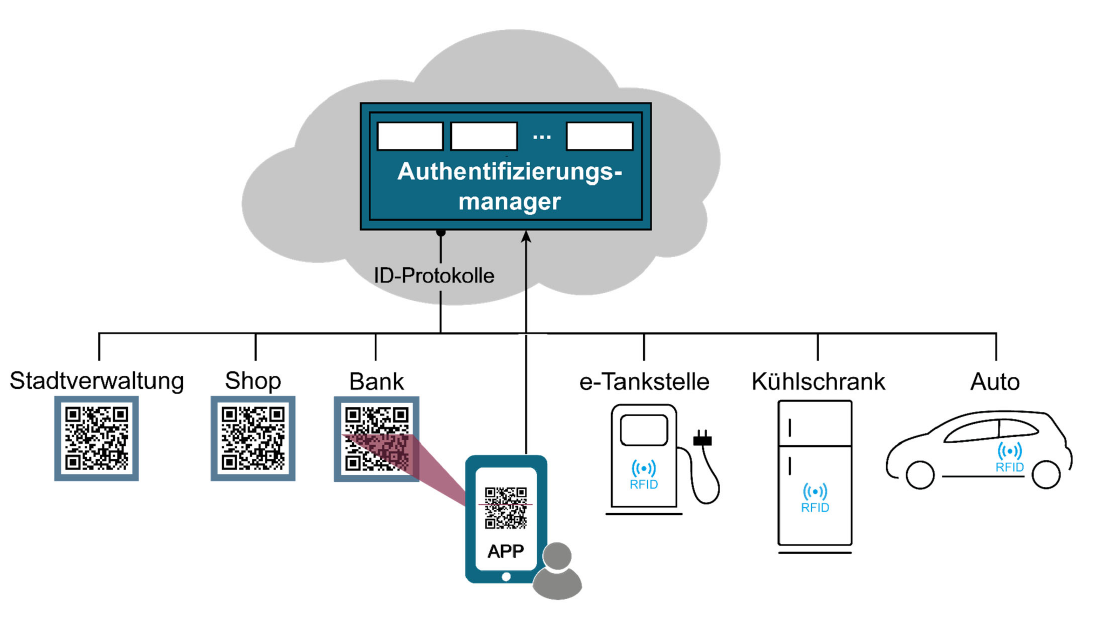 ...
Authentifizierungs-
manager
ID-Protokolle
Stadtverwaltung
Shop
Bank
e-Tankstelle
Kühlschrank
Auto
RFID
RFID
RFID
APP